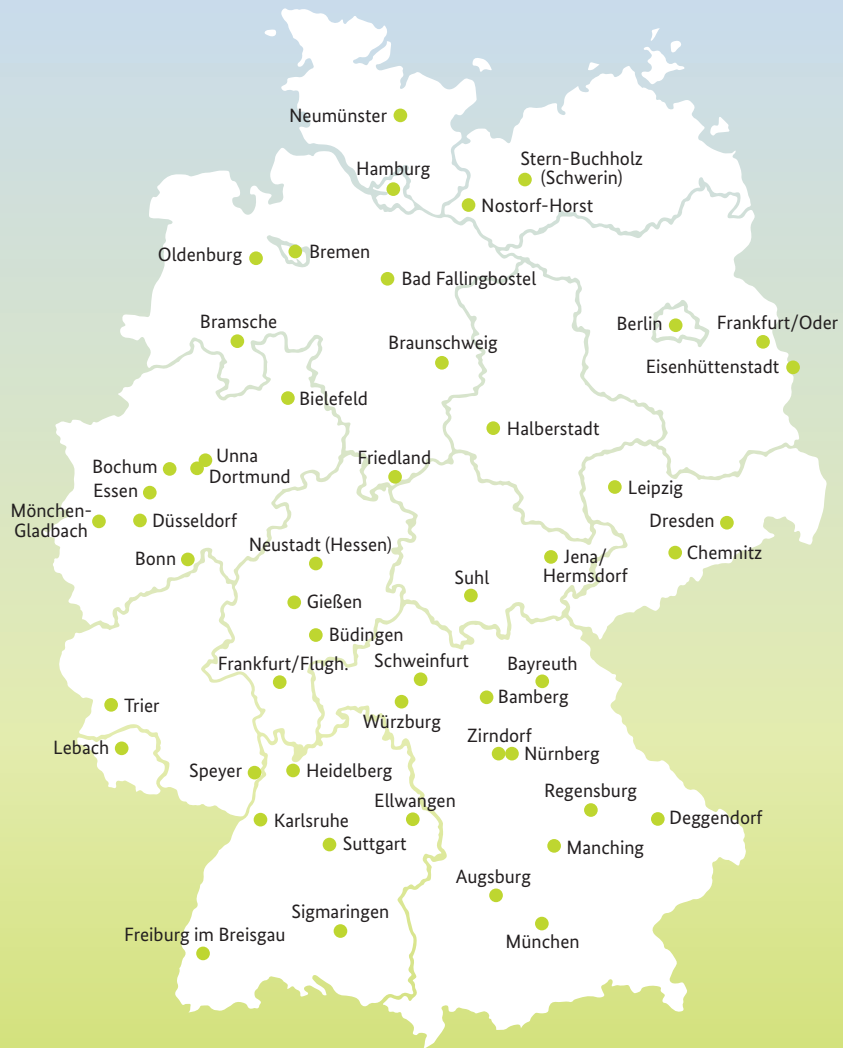 Neumünster
Stern-Buchholz
(Schwerin)
Hamburg
Nostorf-Horst
Oldenburg
Bremen
Bad Fallingbostel
Bramsche
Berlin
Frankfurt/Oder
Braunschweig
Eisenhüttenstadt
Bielefeld
Halberstadt
Unna
Dortmund
Bochum
Friedland
Essen
Leipzig
Mönchen-
Gladbach
Düsseldorf
Dresden
Neustadt (Hessen)
Bonn
Jena/
Hermsdorf
Chemnitz
Suhl
Gießen
Büdingen
Frankfurt/Flugh.
Schweinfurt
Bayreuth
Bamberg
Trier
Würzburg
Zirndorf
Nürnberg
Lebach
Speyer
Heidelberg
Ellwangen
Regensburg
Karlsruhe
Deggendorf
Suttgart
Manching
Augsburg
Sigmaringen
Freiburg im Breisgau
München